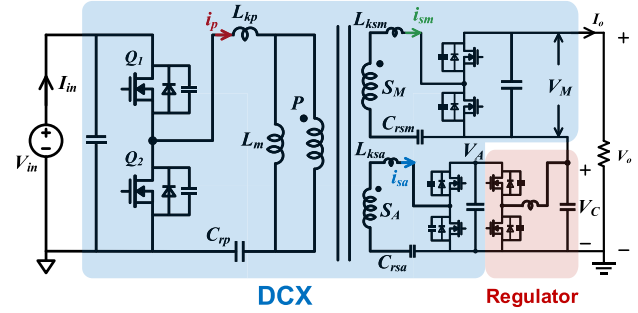 L_kp
i_p
L_ksm
i_sm
I_o
Q_1
+
I_in
V_M
P
S_M
Q_2
L_m
C_rsm
+
−
V_in
L_ksa
V_A
V_o
i_sa
+
S_A
V_C
C_rp
C_rsa
−
−
DCX
Regulator